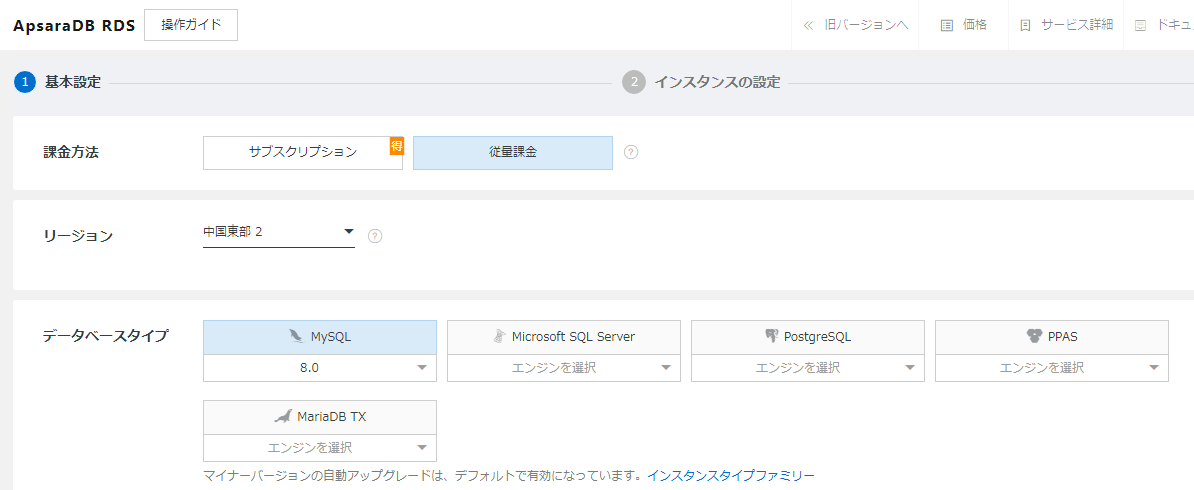 ApsaraDB RDS 操作ガイド 旧バージョンへ 価格 サービス詳細 ドキュ
1 基本設定 2 インスタンスの設定
課金方法 サブスクリプション 得 従量課金 ?
リージョン 中国東部 2 ?
データベースタイプ MySQL Microsoft SQL Server PostgreSQL PPAS
8.0 エンジンを選択 エンジンを選択 エンジンを選択
MariaDB TX
エンジンを選択
マイナーバージョンの自動アップグレードは、デフォルトで有効になっています。インスタンスタイプファミリー